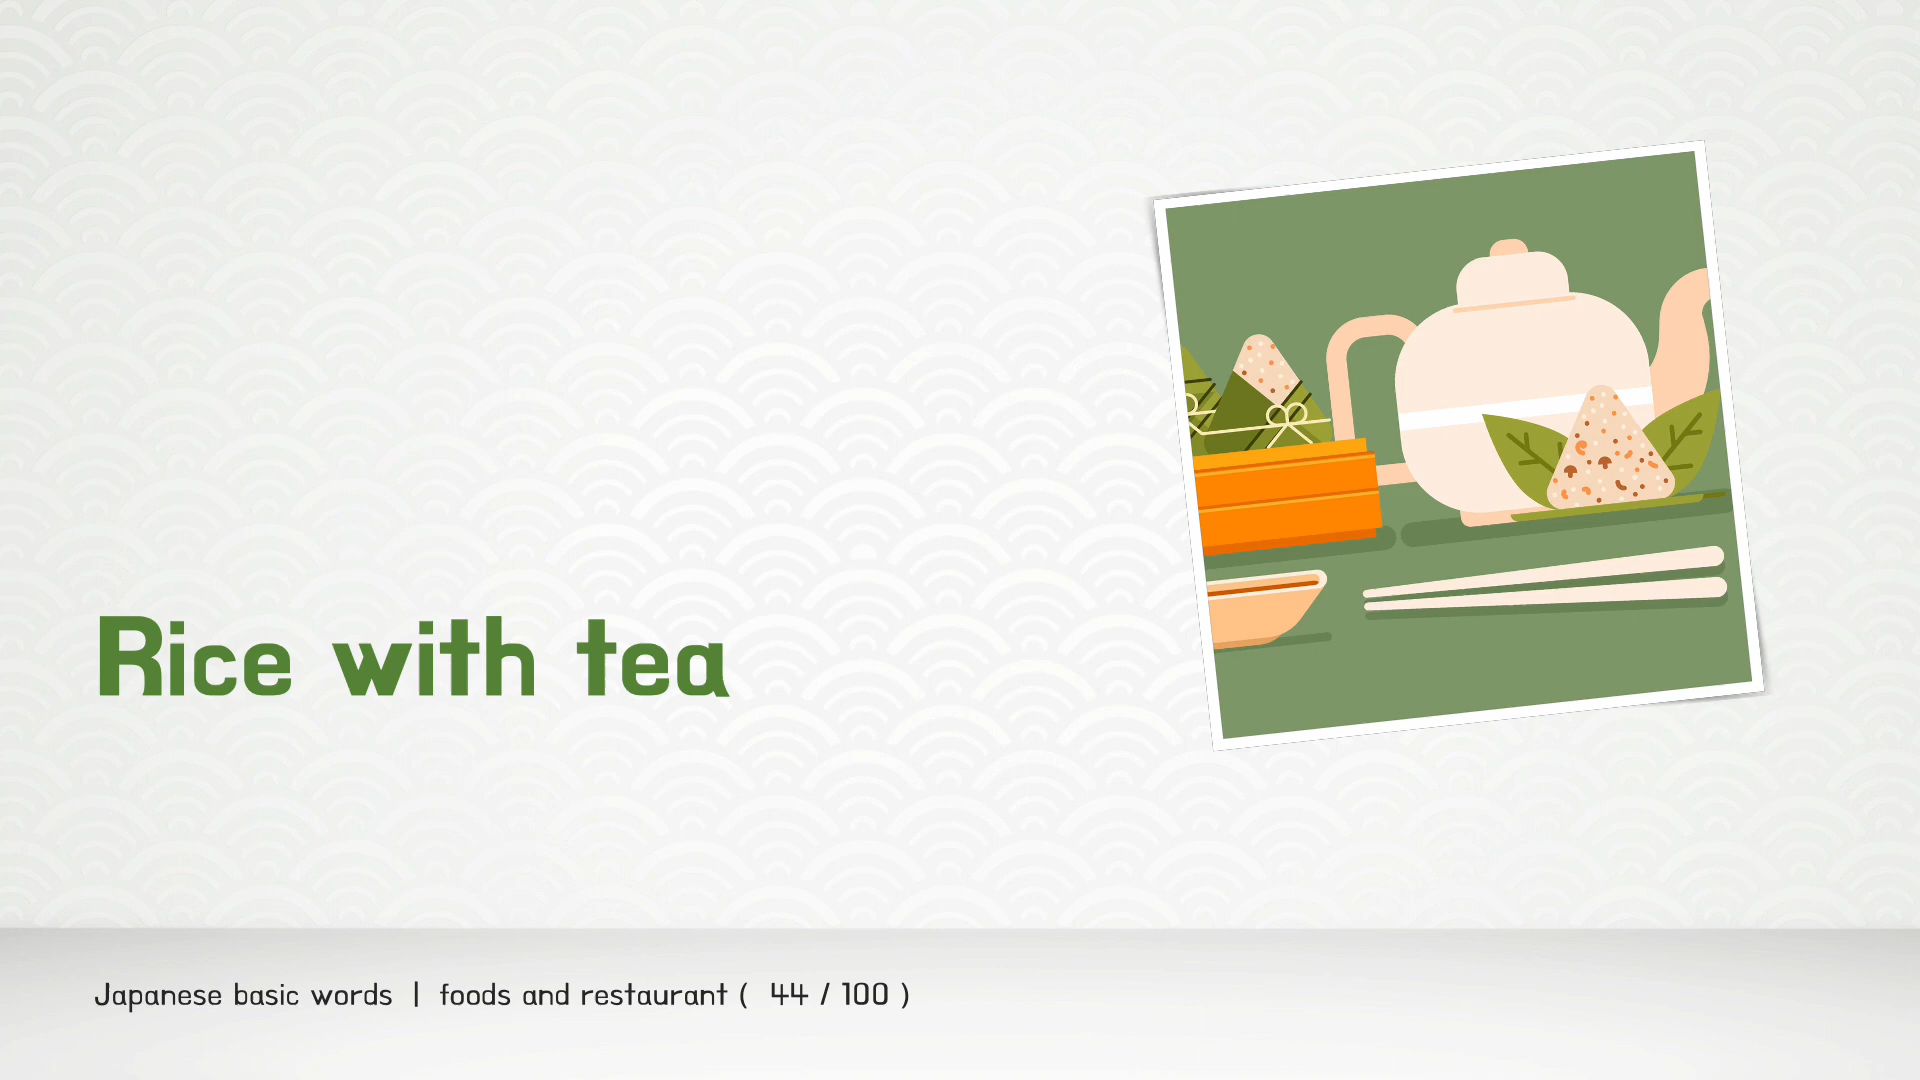 Rice with tea
Japanese basic words | foods and restaurant ( 44 / 100 )